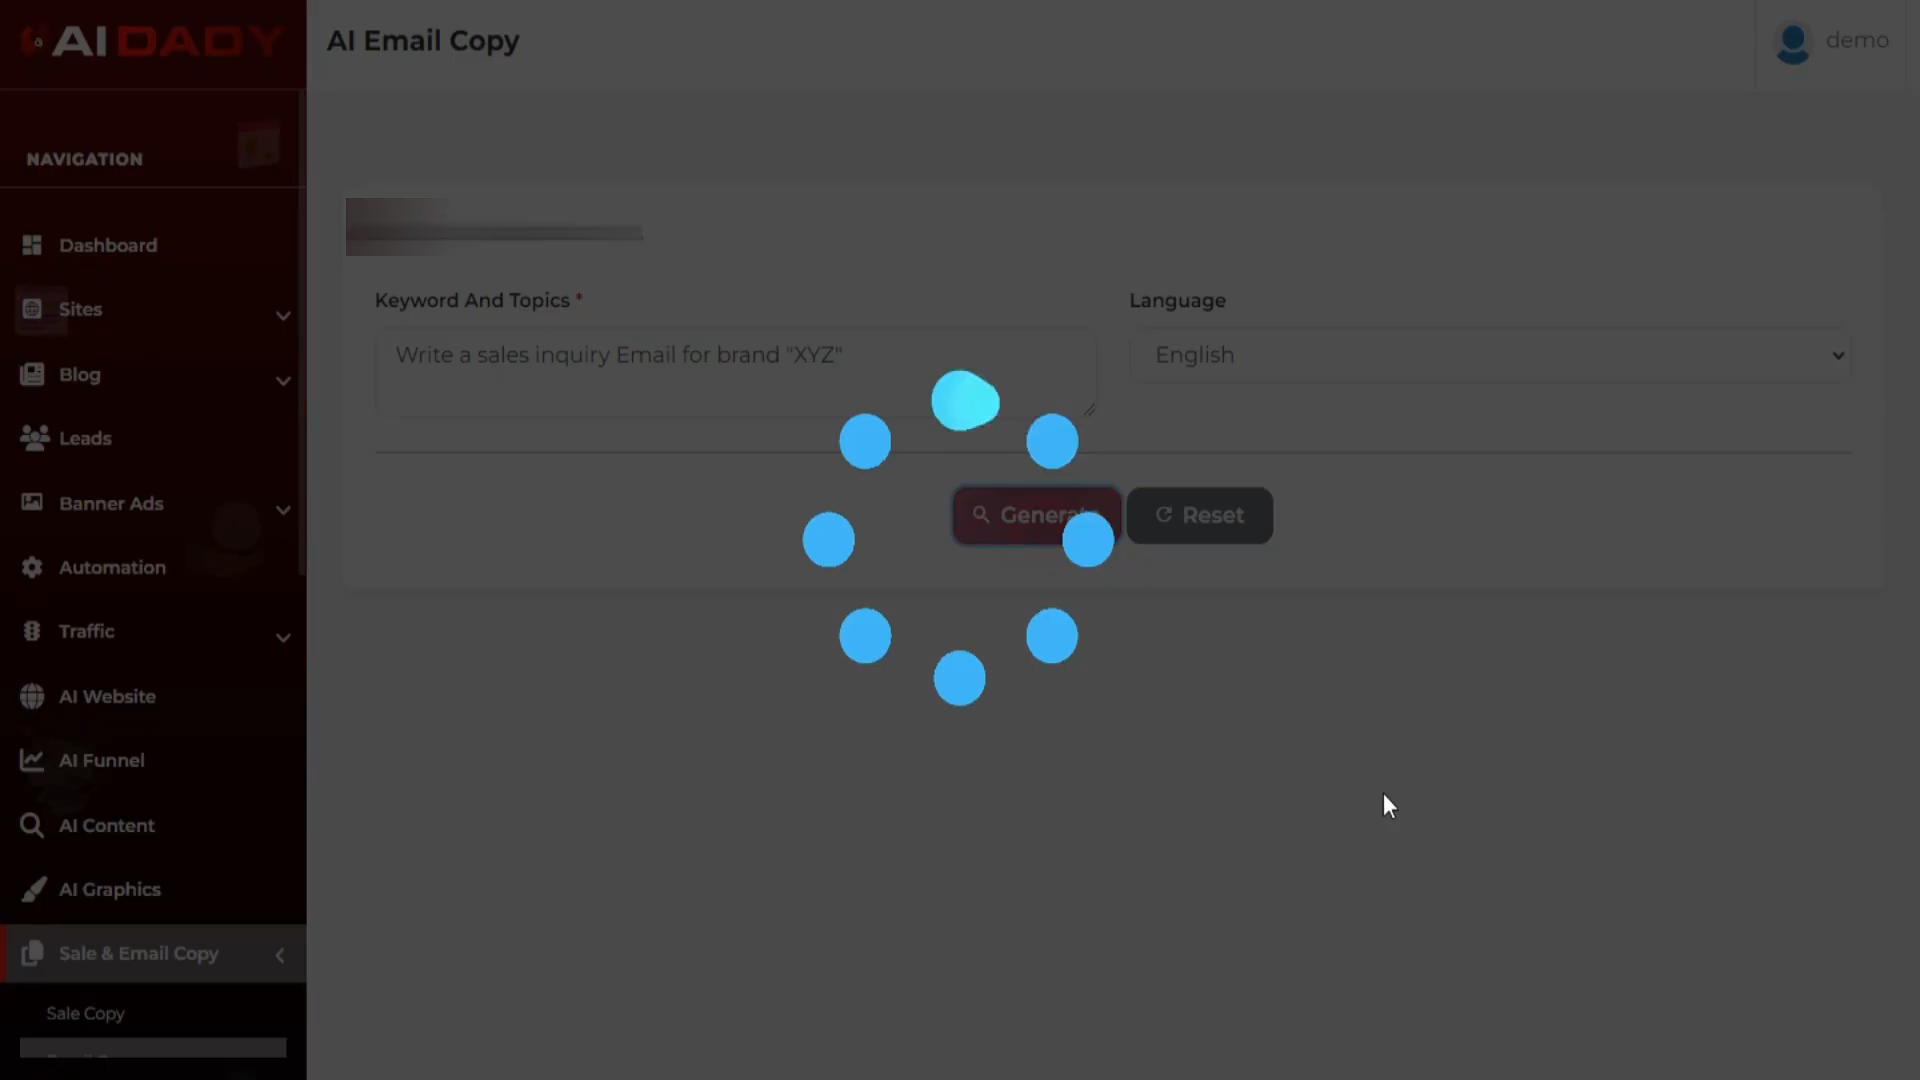 AIDADY
AI Email Copy
demo
NAVIGATION
Dashboard
Sites
Blog
Leads
Banner Ads
Automation
Traffic
AI Website
AI Funnel
AI Content
AI Graphics
Sale & Email Copy
Sale Copy
Keyword And Topics *
Write a sales inquiry Email for brand "XYZ"
Language
English
Generate
Reset